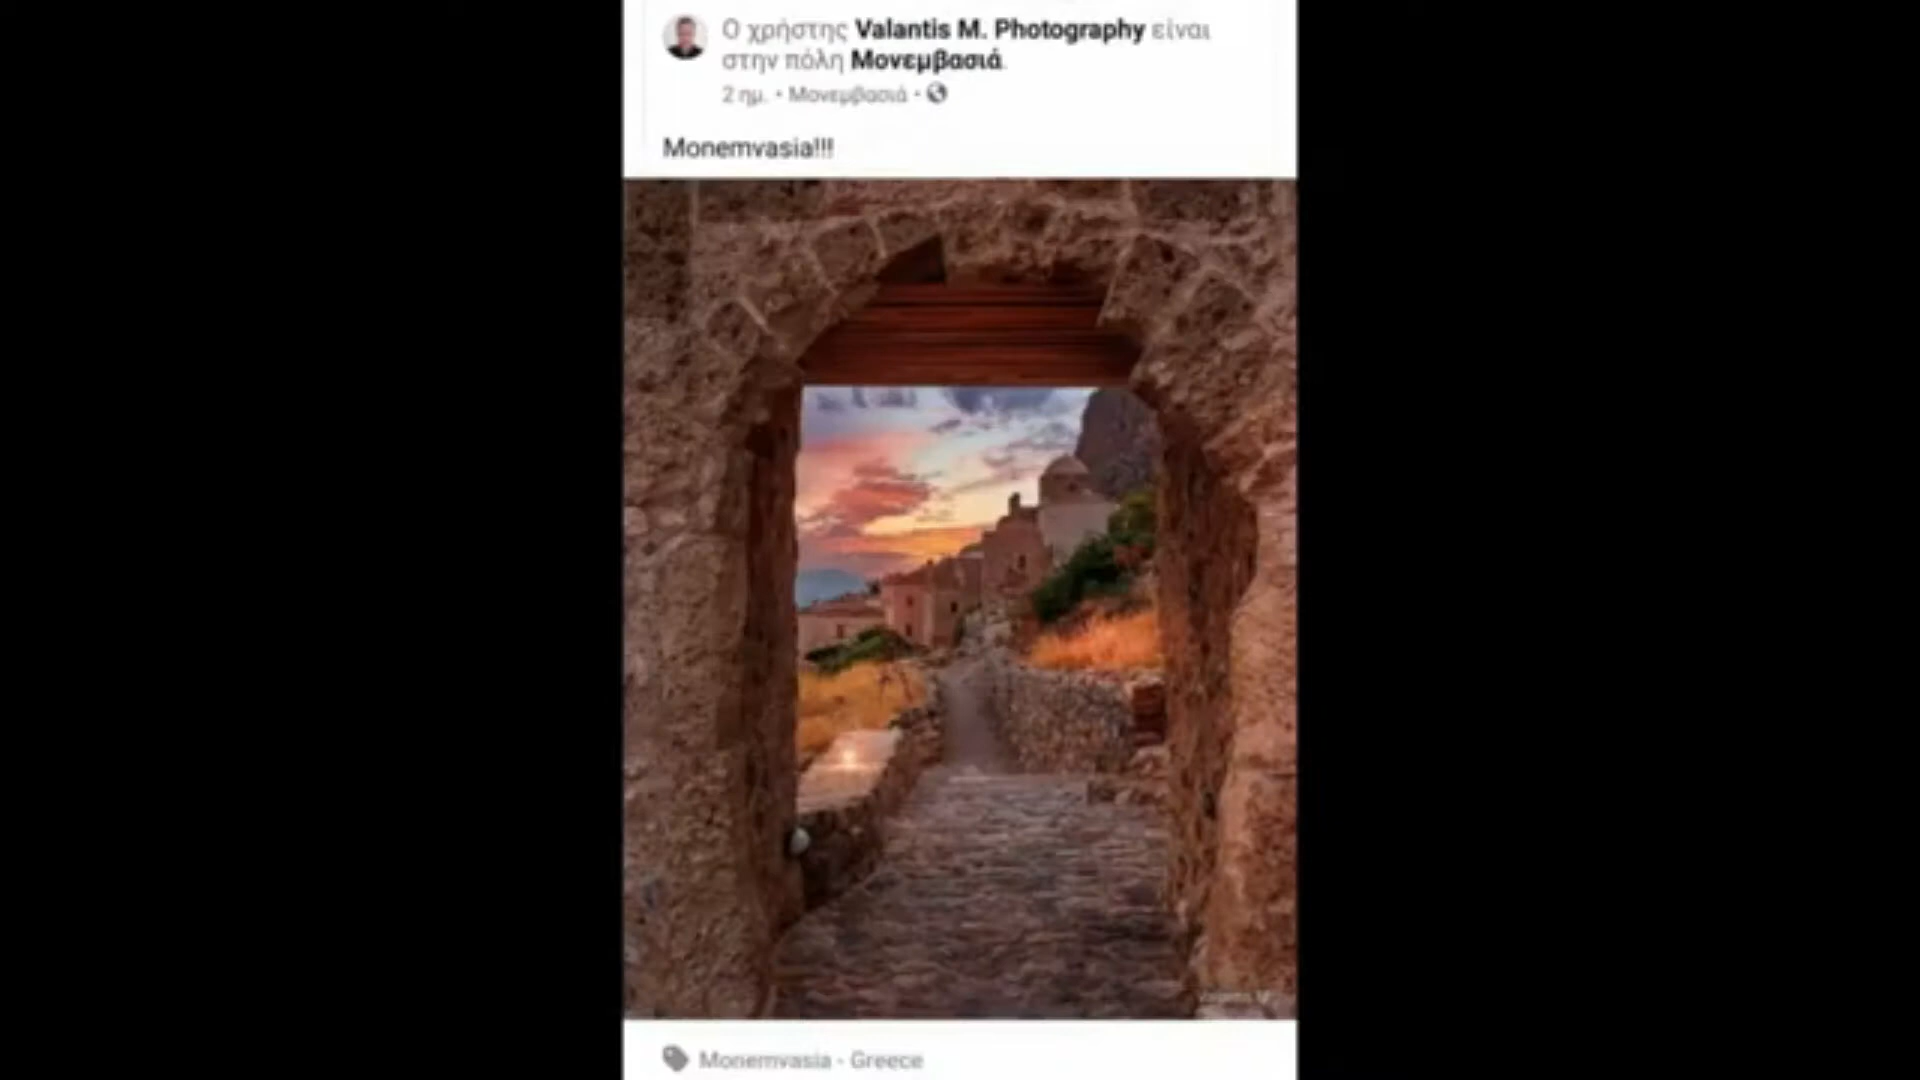 Ο χρήστης Valantis M. Photography είναι
στην πόλη Μονεμβασιά.
2 ημ. • Μονεμβασιά •
Monemvasia!!!
Monemvasia - Greece